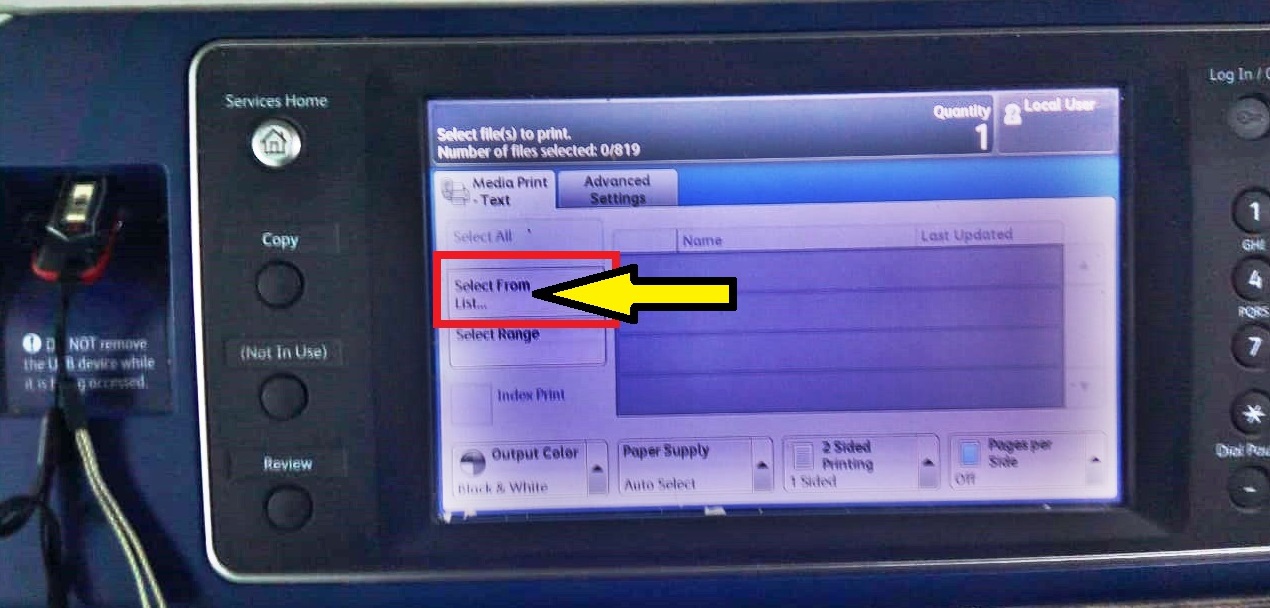 Services Home
Log In / O
Select file(s) to print.
Number of files selected: 0/819
Quantity
1
Local User
Media Print
- Text
Advanced
Settings
Select All
Name
Last Updated
Select From
List...
Select Range
Index Print
Output Color
Black & White
Paper Supply
Auto Select
2 Sided
Printing
1 Sided
Pages per
Side
Off
Copy
(Not In Use)
Review
NOT remove
the U B device while
it is b g accessed.
1
GHI
4
PQRS
7
*
Dial Pau
-